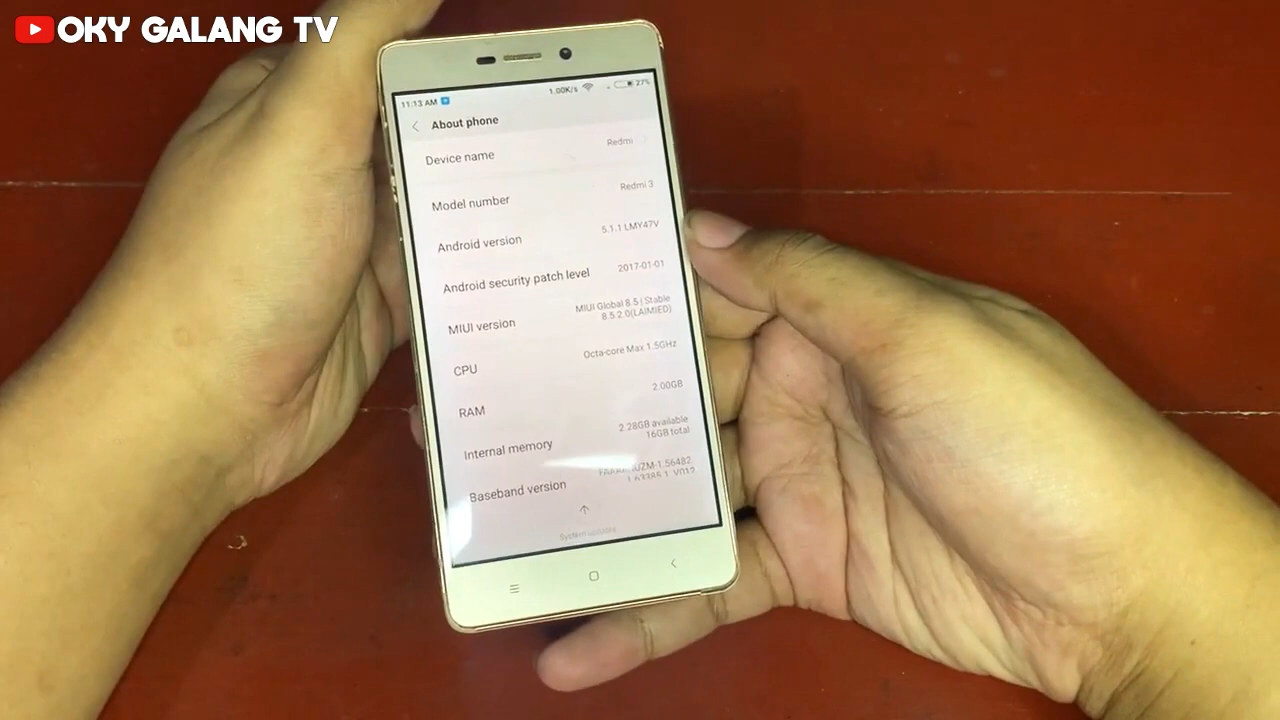 OKY GALANG TV
11:13 AM
1.00K/s
27%
About phone
Device name
Redmi
Model number
Redmi 3
Android version
5.1.1 LMY47V
Android security patch level
2017-01-01
MIUI version
MIUI Global 8.5 | Stable
8.5.2.0(LAIMIED)
CPU
Octa-core Max 1.5GHz
RAM
2.00GB
Internal memory
2.28GB available
16GB total
Baseband version
System updates